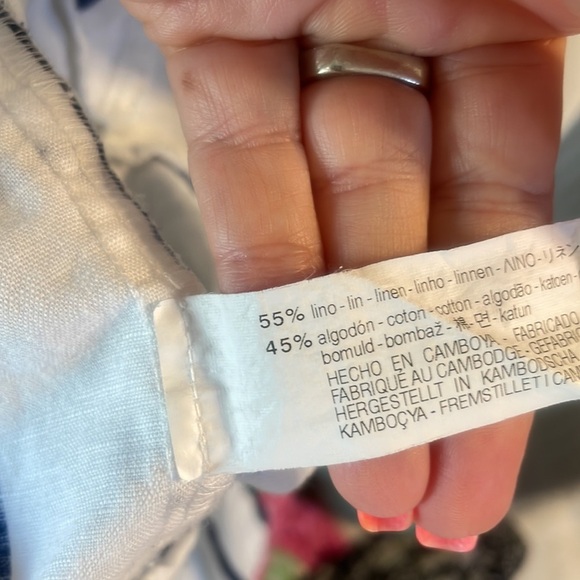 55% lino - lin - linen - linho - linnen - ΛΙΝΟ - リネン
45% algodón - coton - cotton - algodão - katoen -
bomuld - bombaž - 棉 - 면 - katun
HECHO EN CAMBOYA - FABRICADO
FABRIQUÉ AU CAMBODGE - GEFABRIC
HERGESTELLT IN KAMBODSCHA
KAMBOÇYA - FREMSTILLET I CAM